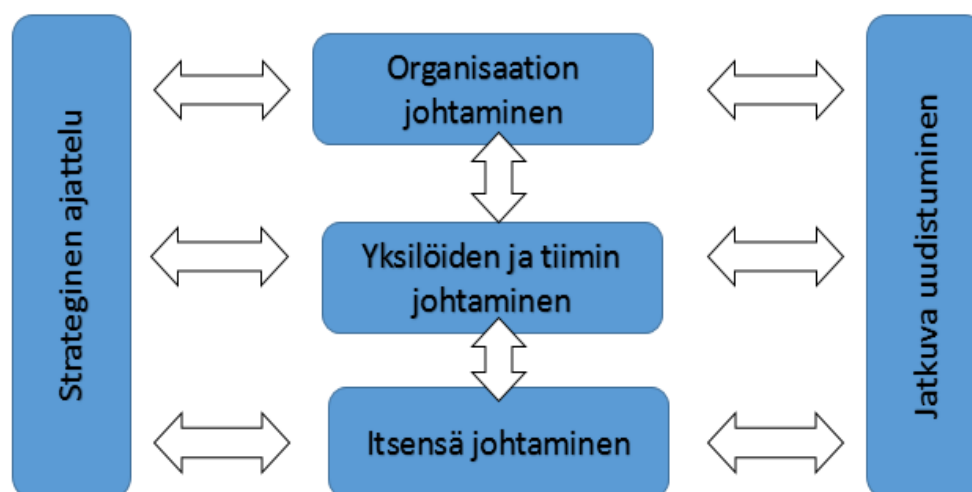 Strateginen ajattelu
Organisaation
johtaminen
Yksilöiden ja tiimin
johtaminen
Itsensä johtaminen
Jatkuva uudistuminen